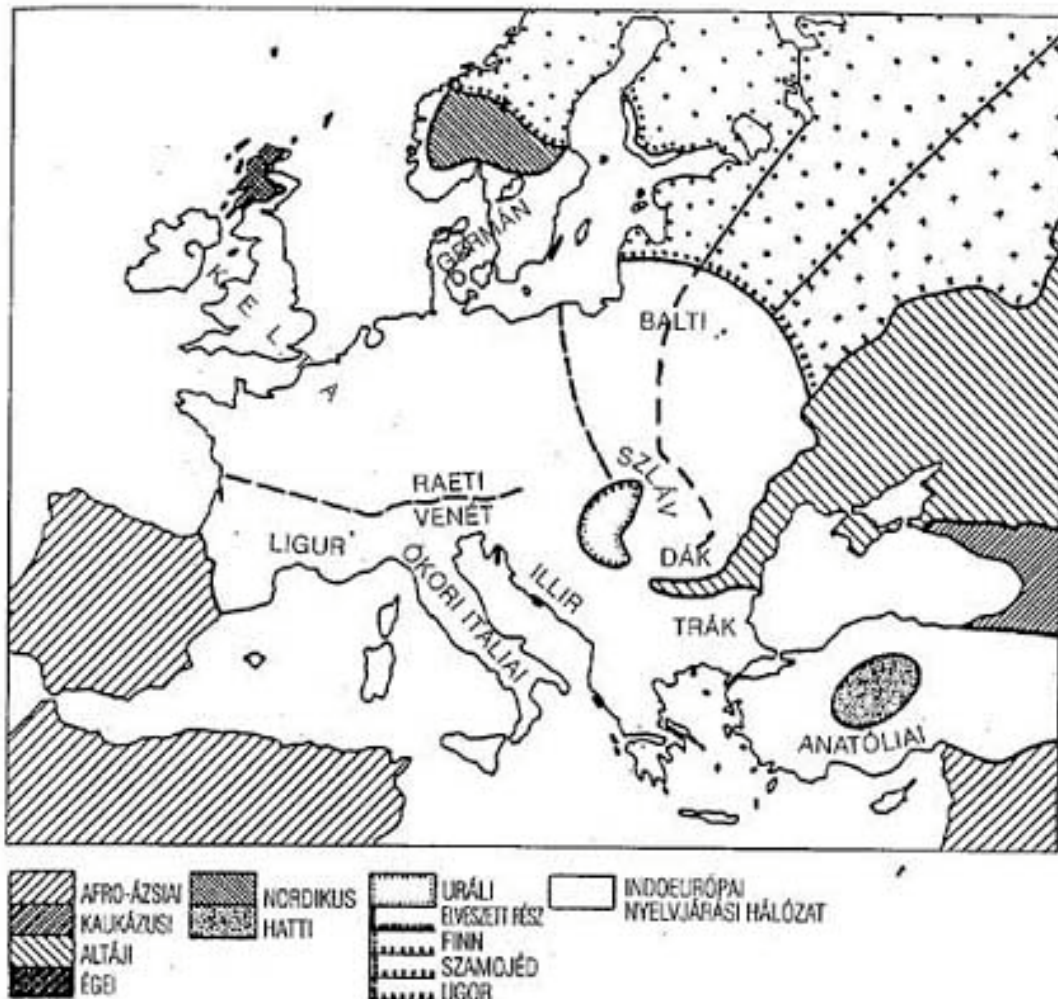 GERMÁN
KELTA
BALTI
SZLÁV
RAETI
VENÉT
LIGUR
ÓKORI ITÁLIAI
ILLIR
DÁK
TRÁK
ANATÓLIAI
AFRO-ÁZSIAI
KAUKÁZUSI
ALTÁJI
ÉGEI
NORDIKUS
HATTI
URÁLI
ELVESZETT RÉSZ
FINN
SZAMOJÉD
UGOR
INDOEURÓPAI
NYELVJÁRÁSI HÁLÓZAT